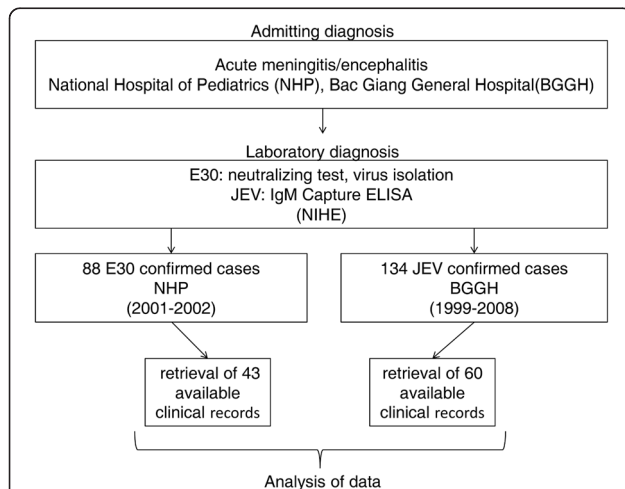 Admitting diagnosis
Acute meningitis/encephalitis
National Hospital of Pediatrics (NHP), Bac Giang General Hospital(BGGH)
Laboratory diagnosis
E30: neutralizing test, virus isolation
JEV: IgM Capture ELISA
(NIHE)
88 E30 confirmed cases
NHP
(2001-2002)
134 JEV confirmed cases
BGGH
(1999-2008)
retrieval of 43
available
clinical records
retrieval of 60
available
clinical records
Analysis of data